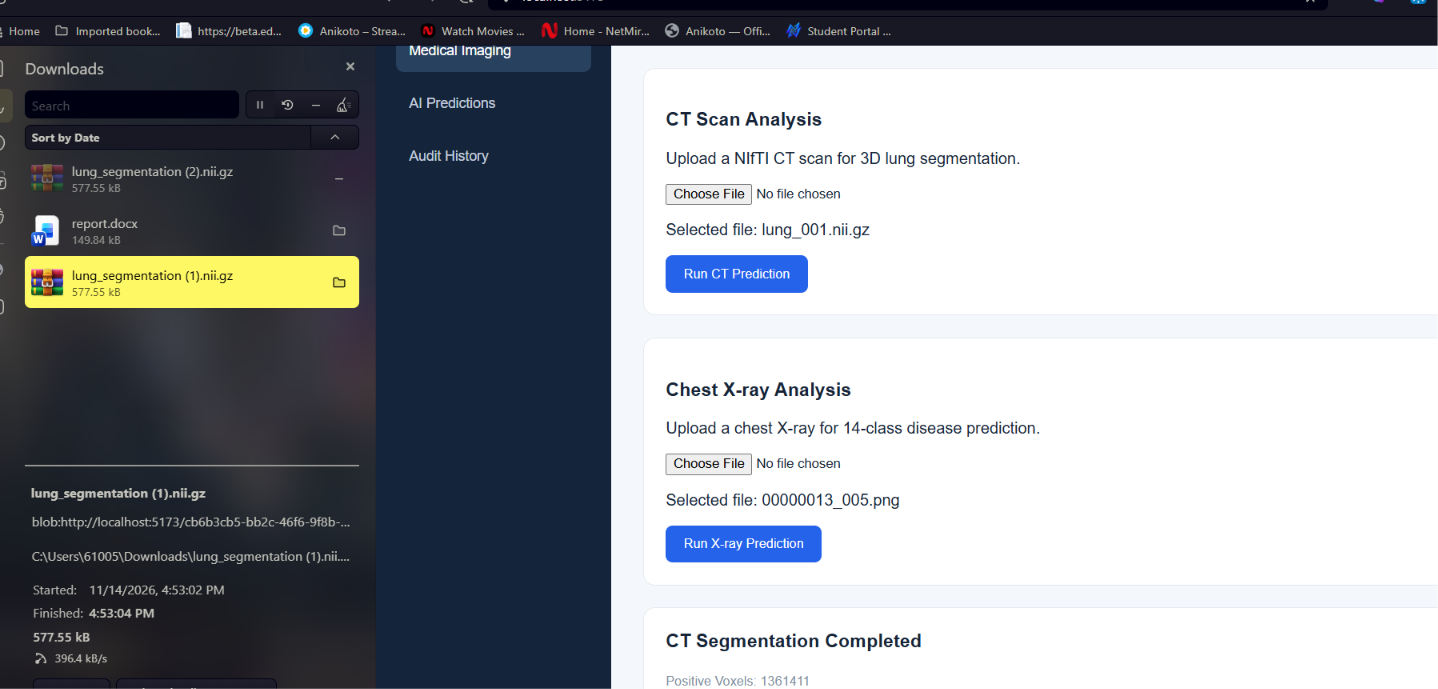 Home
Imported book...
https://beta.ed...
Anikoto – Strea...
Watch Movies ...
Home - NetMir...
Anikoto — Offi...
Student Portal ...
Downloads
Search
Sort by Date
lung_segmentation (2).nii.gz
577.55 kB
report.docx
149.84 kB
lung_segmentation (1).nii.gz
577.55 kB
lung_segmentation (1).nii.gz
blob:http://localhost:5173/cb6b3cb5-bb2c-46f6-9f8b-...
C:\Users\61005\Downloads\lung_segmentation (1).nii....
Started: 11/14/2026, 4:53:02 PM
Finished: 4:53:04 PM
577.55 kB
396.4 kB/s
Medical Imaging
AI Predictions
Audit History
CT Scan Analysis
Upload a NIfTI CT scan for 3D lung segmentation.
Choose File No file chosen
Selected file: lung_001.nii.gz
Run CT Prediction
Chest X-ray Analysis
Upload a chest X-ray for 14-class disease prediction.
Choose File No file chosen
Selected file: 00000013_005.png
Run X-ray Prediction
CT Segmentation Completed
Positive Voxels: 1361411